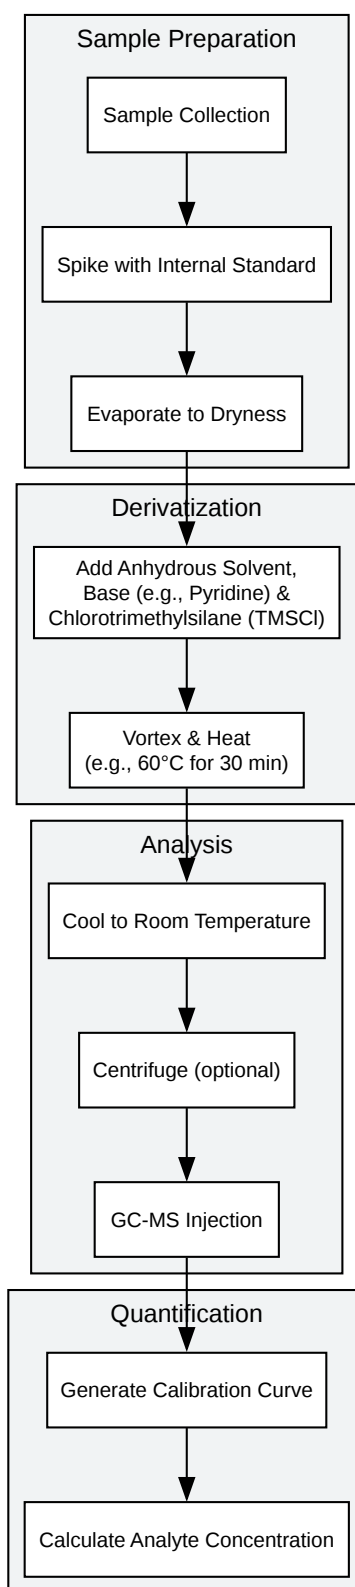 Sample Preparation
Sample Collection
Spike with Internal Standard
Evaporate to Dryness
Derivatization
Add Anhydrous Solvent,
Base (e.g., Pyridine) &
Chlorotrimethylsilane (TMSCl)
Vortex & Heat
(e.g., 60°C for 30 min)
Analysis
Cool to Room Temperature
Centrifuge (optional)
GC-MS Injection
Quantification
Generate Calibration Curve
Calculate Analyte Concentration